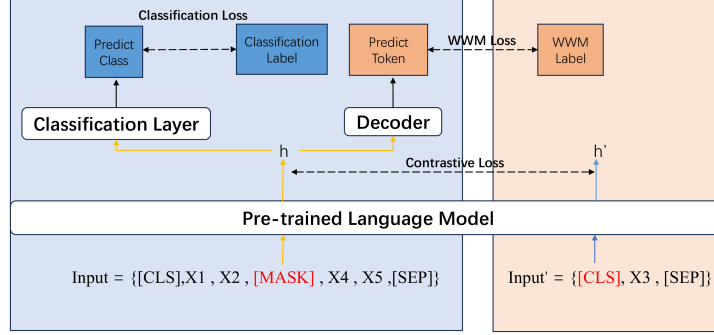 Classification Loss
Predict
Class
Classification
Label
Predict
Token
WWM Loss
WWM
Label
Classification Layer
Decoder
h
h'
Contrastive Loss
Pre-trained Language Model
Input = {[CLS],X1 , X2 , [MASK] , X4 , X5 ,[SEP]}
Input' = {[CLS], X3 , [SEP]}